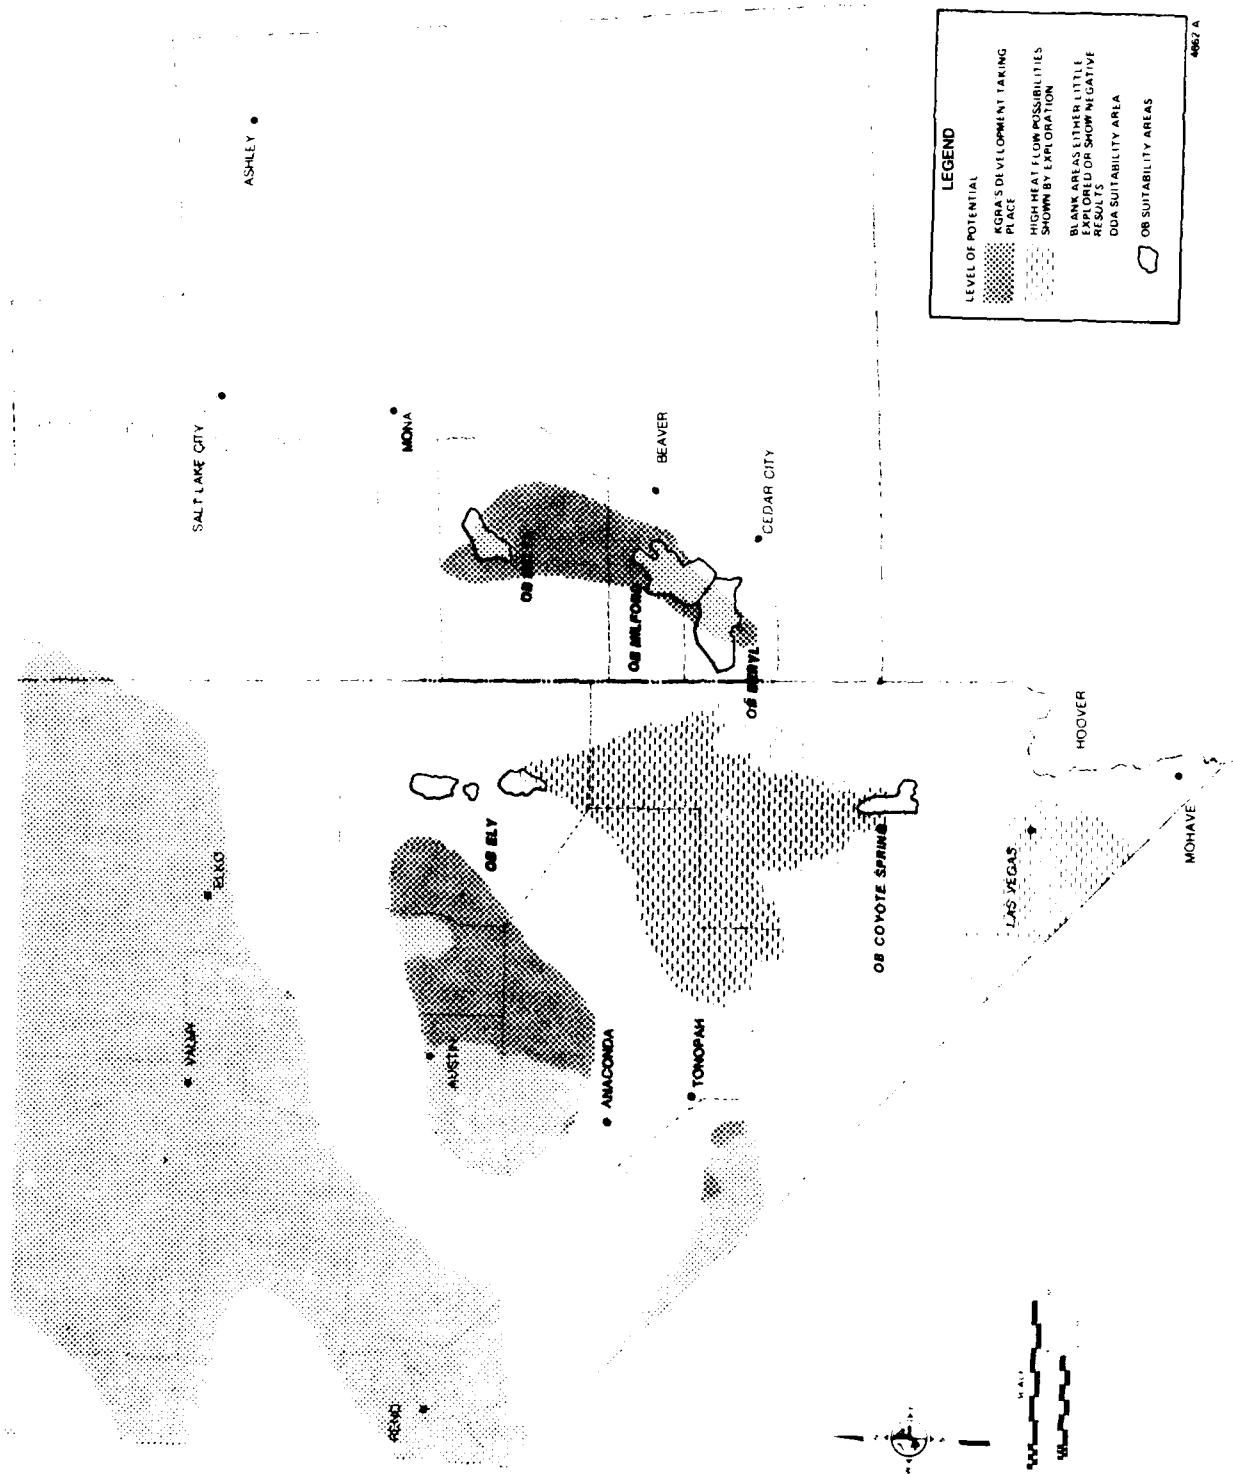 LEGEND
LEVEL OF POTENTIAL
KGRA'S DEVELOPMENT TAKING
PLACE
HIGH HEAT FLOW POSSIBILITIES
SHOWN BY EXPLORATION
BLANK AREAS EITHER LITTLE
EXPLORED OR SHOW NEGATIVE
RESULTS
DDA SUITABILITY AREA
OB SUITABILITY AREAS
4662 A
ASHLEY
SALT LAKE CITY
MONA
BEAVER
CEDAR CITY
OB
OB MILFORD
OB BERYL
ELKO
VALMY
OB ELY
AUSTIN
ANACONDA
TONOPAH
RENO
OB COYOTE SPRING
LAS VEGAS
HOOVER
MOHAVE